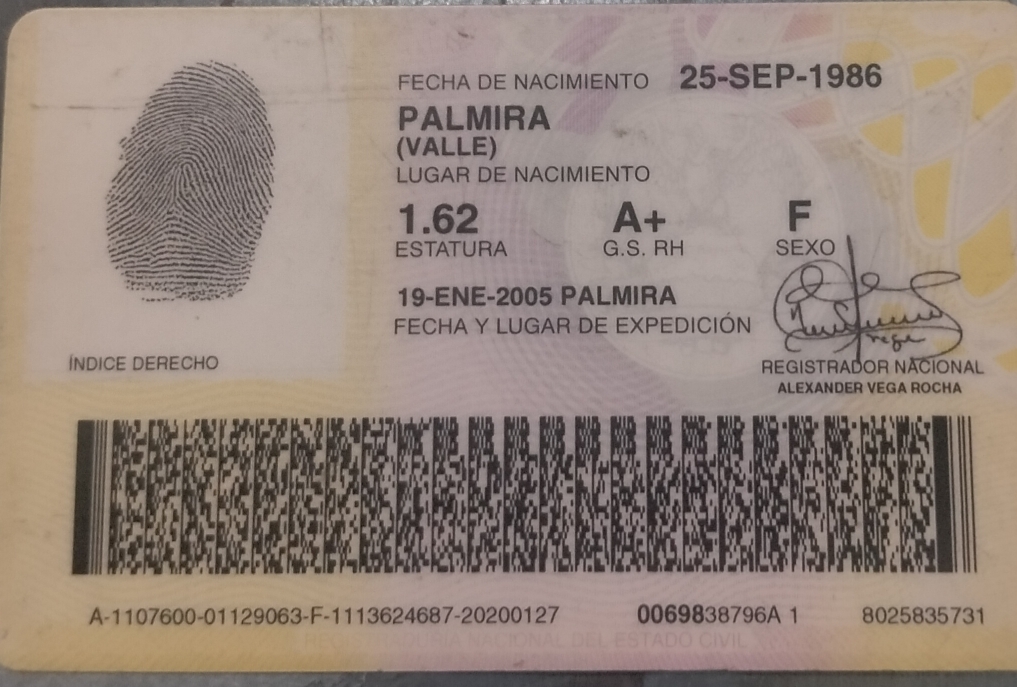 FECHA DE NACIMIENTO 25-SEP-1986
PALMIRA
(VALLE)
LUGAR DE NACIMIENTO
1.62 A+ F
ESTATURA G.S. RH SEXO
19-ENE-2005 PALMIRA
FECHA Y LUGAR DE EXPEDICIÓN
ÍNDICE DERECHO
REGISTRADOR NACIONAL
ALEXANDER VEGA ROCHA
A-1107600-01129063-F-1113624687-20200127 0069838796A 1 8025835731
REGISTRADURIA NACIONAL DEL ESTADO CIVIL